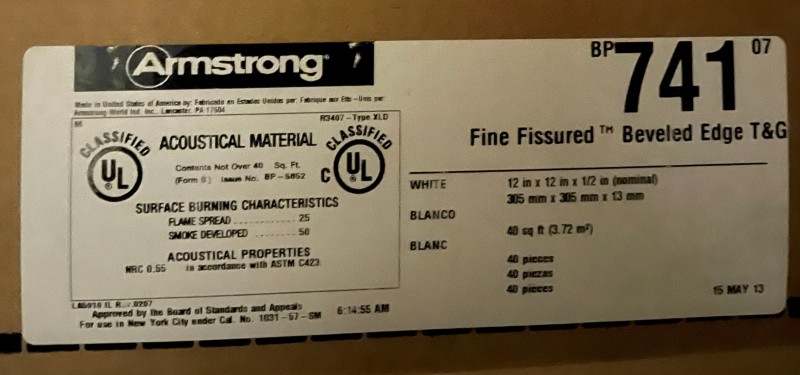 Armstrong
Made in United States of America by: Fabricado en Estados Unidos por: Fabrique aux Etts-Unis par:
Armstrong World Ind. Inc., Lancaster, PA 17604
M
R3407-Type XLD
CLASSIFIED
UL
ACOUSTICAL MATERIAL
Contents Not Over 40 Sq. Ft.
(Form B) Issue No. BP-5852
CLASSIFIED
C UL
SURFACE BURNING CHARACTERISTICS
FLAME SPREAD .............. 25
SMOKE DEVELOPED ......... 50
ACOUSTICAL PROPERTIES
NRC 0.55 in accordance with ASTM C423
Approved by the Board of Standards and Appeals
For use in New York City under Cal. No. 1031-57-SM
6:14:55 AM
BP 741 07
Fine Fissured™ Beveled Edge T&G
WHITE
BLANCO
BLANC
12 in x 12 in x 1/2 in (nominal)
305 mm x 305 mm x 13 mm
40 sq ft (3.72 m²)
40 pieces
40 piezas
40 pieces
15 MAY 13